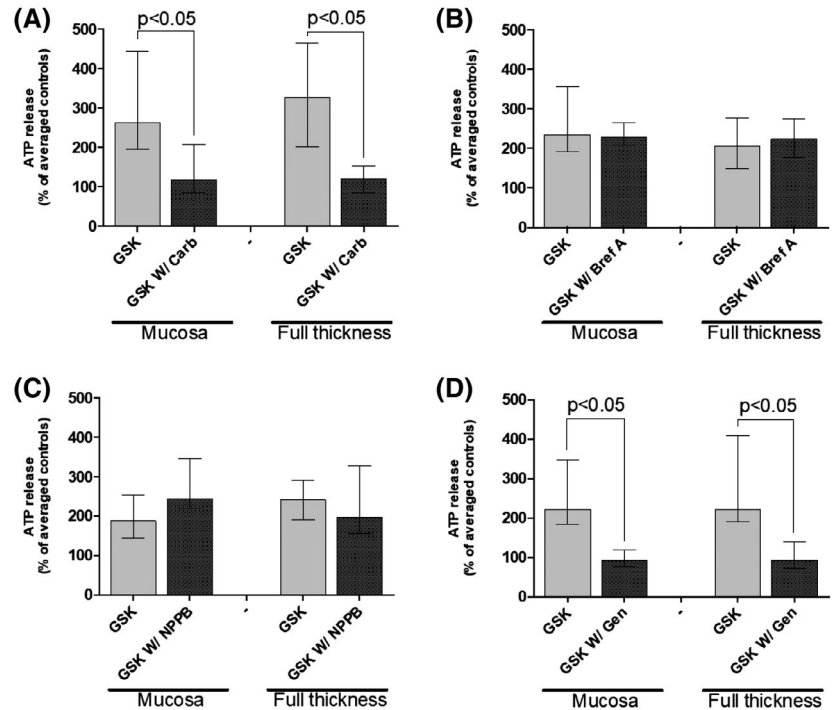 (A)
p<0.05
p<0.05
ATP release
(% of averaged controls)
500
400
300
200
100
0
GSK
GSK W/ Carb
-
GSK
GSK W/ Carb
Mucosa
Full thickness
(B)
ATP release
(% of averaged controls)
500
400
300
200
100
0
GSK
GSK W/ Bref A
-
GSK
GSK W/ Bref A
Mucosa
Full thickness
(C)
ATP release
(% of averaged controls)
500
400
300
200
100
0
GSK
GSK W/ NPPB
-
GSK
GSK W/ NPPB
Mucosa
Full thickness
(D)
p<0.05
p<0.05
ATP release
(% of averaged controls)
500
400
300
200
100
0
GSK
GSK W/ Gen
-
GSK
GSK W/ Gen
Mucosa
Full thickness